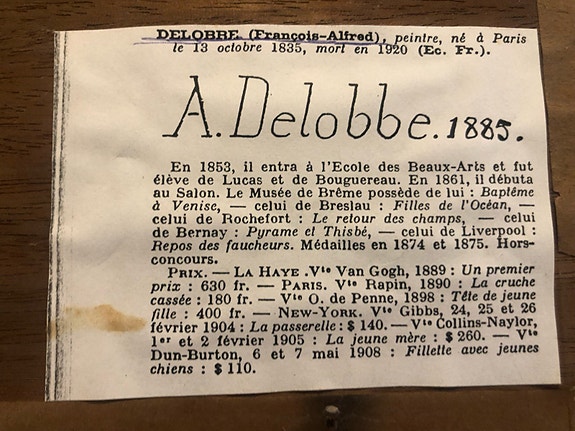 DELOBBE (François-Alfred), peintre, né à Paris
le 13 octobre 1835, mort en 1920 (Ec. Fr.).
A. Delobbe. 1885.
En 1853, il entra à l'Ecole des Beaux-Arts et fut
élève de Lucas et de Bouguereau. En 1861, il débuta
au Salon. Le Musée de Brême possède de lui : Baptême
à Venise, — celui de Breslau : Filles de l'Océan, —
celui de Rochefort : Le retour des champs, — celui
de Bernay : Pyrame et Thisbé, — celui de Liverpool :
Repos des faucheurs. Médailles en 1874 et 1875. Hors-
concours.
PRIX. — LA HAYE .Vte Van Gogh, 1889 : Un premier
prix : 630 fr. — PARIS. Vte Rapin, 1890 : La cruche
cassée : 180 fr. — Vte O. de Penne, 1898 : Tête de jeune
fille : 400 fr. — NEW-YORK. Vte Gibbs, 24, 25 et 26
février 1904 : La passerelle : $ 140. — Vte Collins-Naylor,
1er et 2 février 1905 : La jeune mère : $ 260. — Vte
Dun-Burton, 6 et 7 mai 1908 : Fillette avec jeunes
chiens : $ 110.